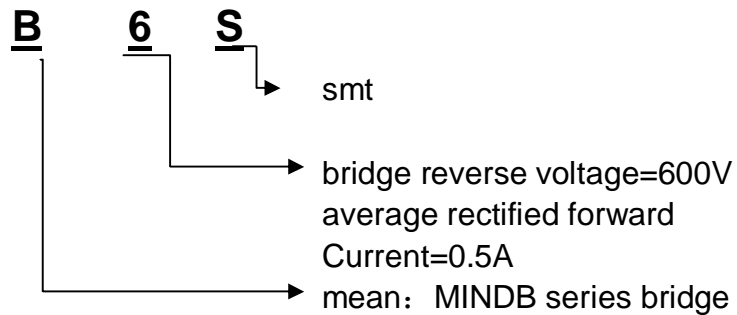 B 6 S
smt
bridge reverse voltage=600V
average rectified forward
Current=0.5A
mean：MINDB series bridge